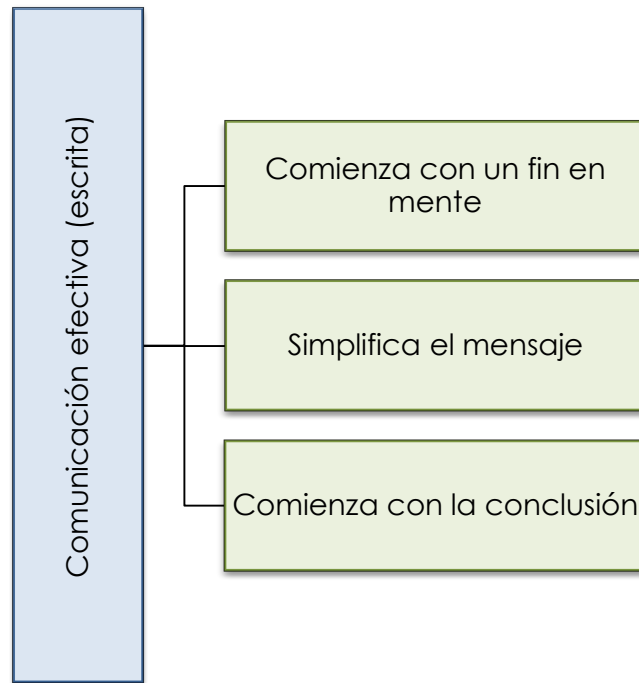 Comunicación efectiva (escrita)
Comienza con un fin en
mente
Simplifica el mensaje
Comienza con la conclusión